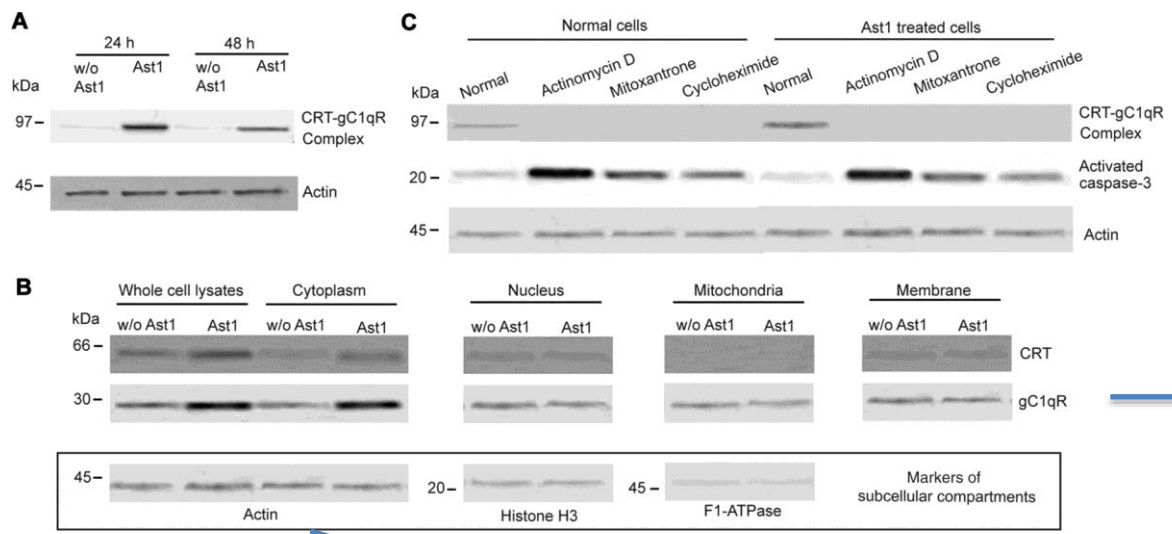 A
24 h 48 h
w/o Ast1 Ast1 w/o Ast1 Ast1
kDa
97 –
CRT-gC1qR
Complex
45 –
Actin
C
Normal cells Ast1 treated cells
Normal Actinomycin D Mitoxantrone Cycloheximide Normal Actinomycin D Mitoxantrone Cycloheximide
kDa
97 –
CRT-gC1qR
Complex
20 –
Activated
caspase-3
45 –
Actin
B
Whole cell lysates Cytoplasm Nucleus Mitochondria Membrane
kDa
w/o Ast1 Ast1 w/o Ast1 Ast1 w/o Ast1 Ast1 w/o Ast1 Ast1 w/o Ast1 Ast1
66 –
CRT
30 –
gC1qR
45 – 20 – 45 –
Markers of
subcellular compartments
Actin Histone H3 F1-ATPase